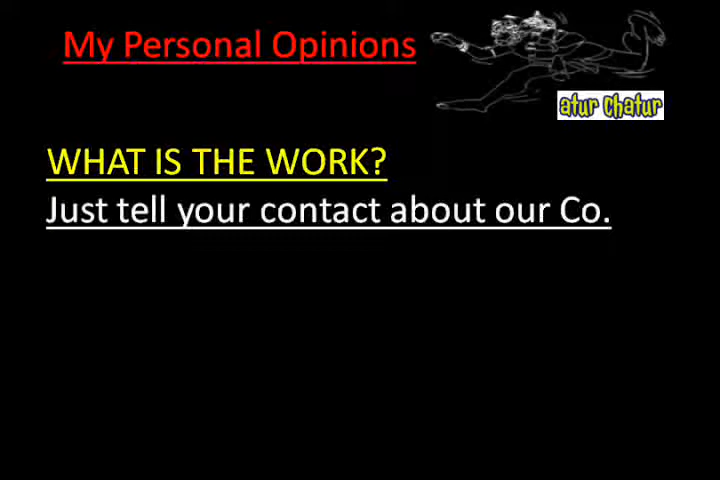 My Personal Opinions
atur Chatur
WHAT IS THE WORK?
Just tell your contact about our Co.